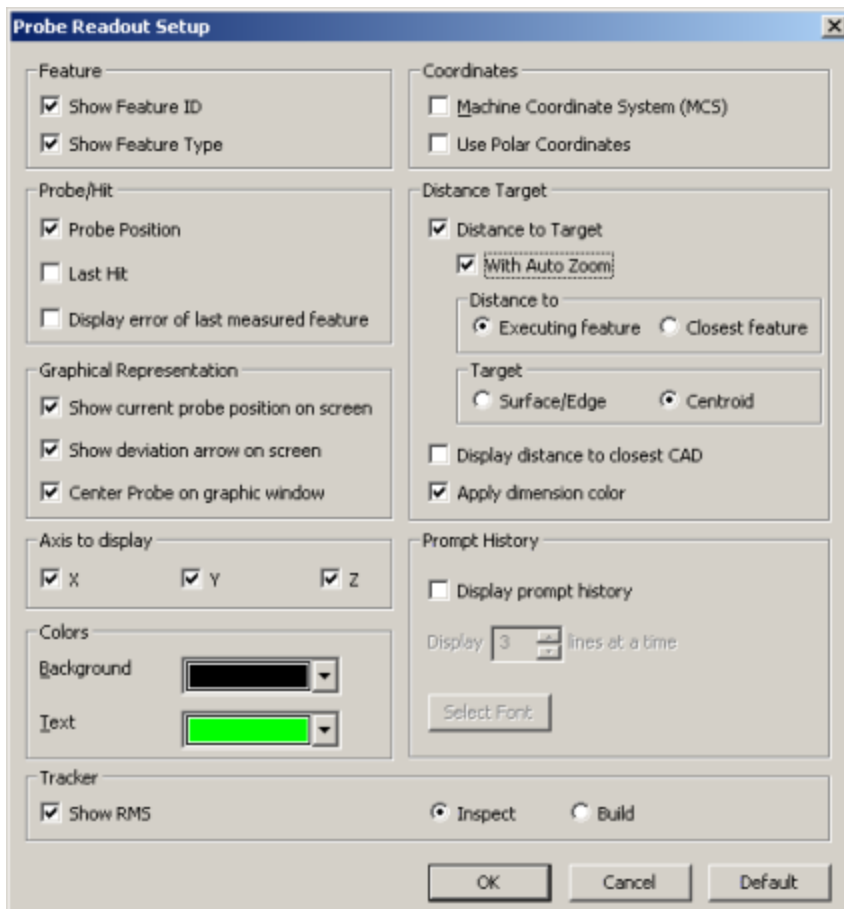 Probe Readout Setup
Feature
Show Feature ID
Show Feature Type
Probe/Hit
Probe Position
Last Hit
Display error of last measured feature
Graphical Representation
Show current probe position on screen
Show deviation arrow on screen
Center Probe on graphic window
Axis to display
X Y Z
Colors
Background
Text
Coordinates
Machine Coordinate System (MCS)
Use Polar Coordinates
Distance Target
Distance to Target
With Auto Zoom
Distance to
Executing feature Closest feature
Target
Surface/Edge Centroid
Display distance to closest CAD
Apply dimension color
Prompt History
Display prompt history
Display 3 lines at a time
Select Font
Tracker
Show RMS Inspect Build
OK Cancel Default